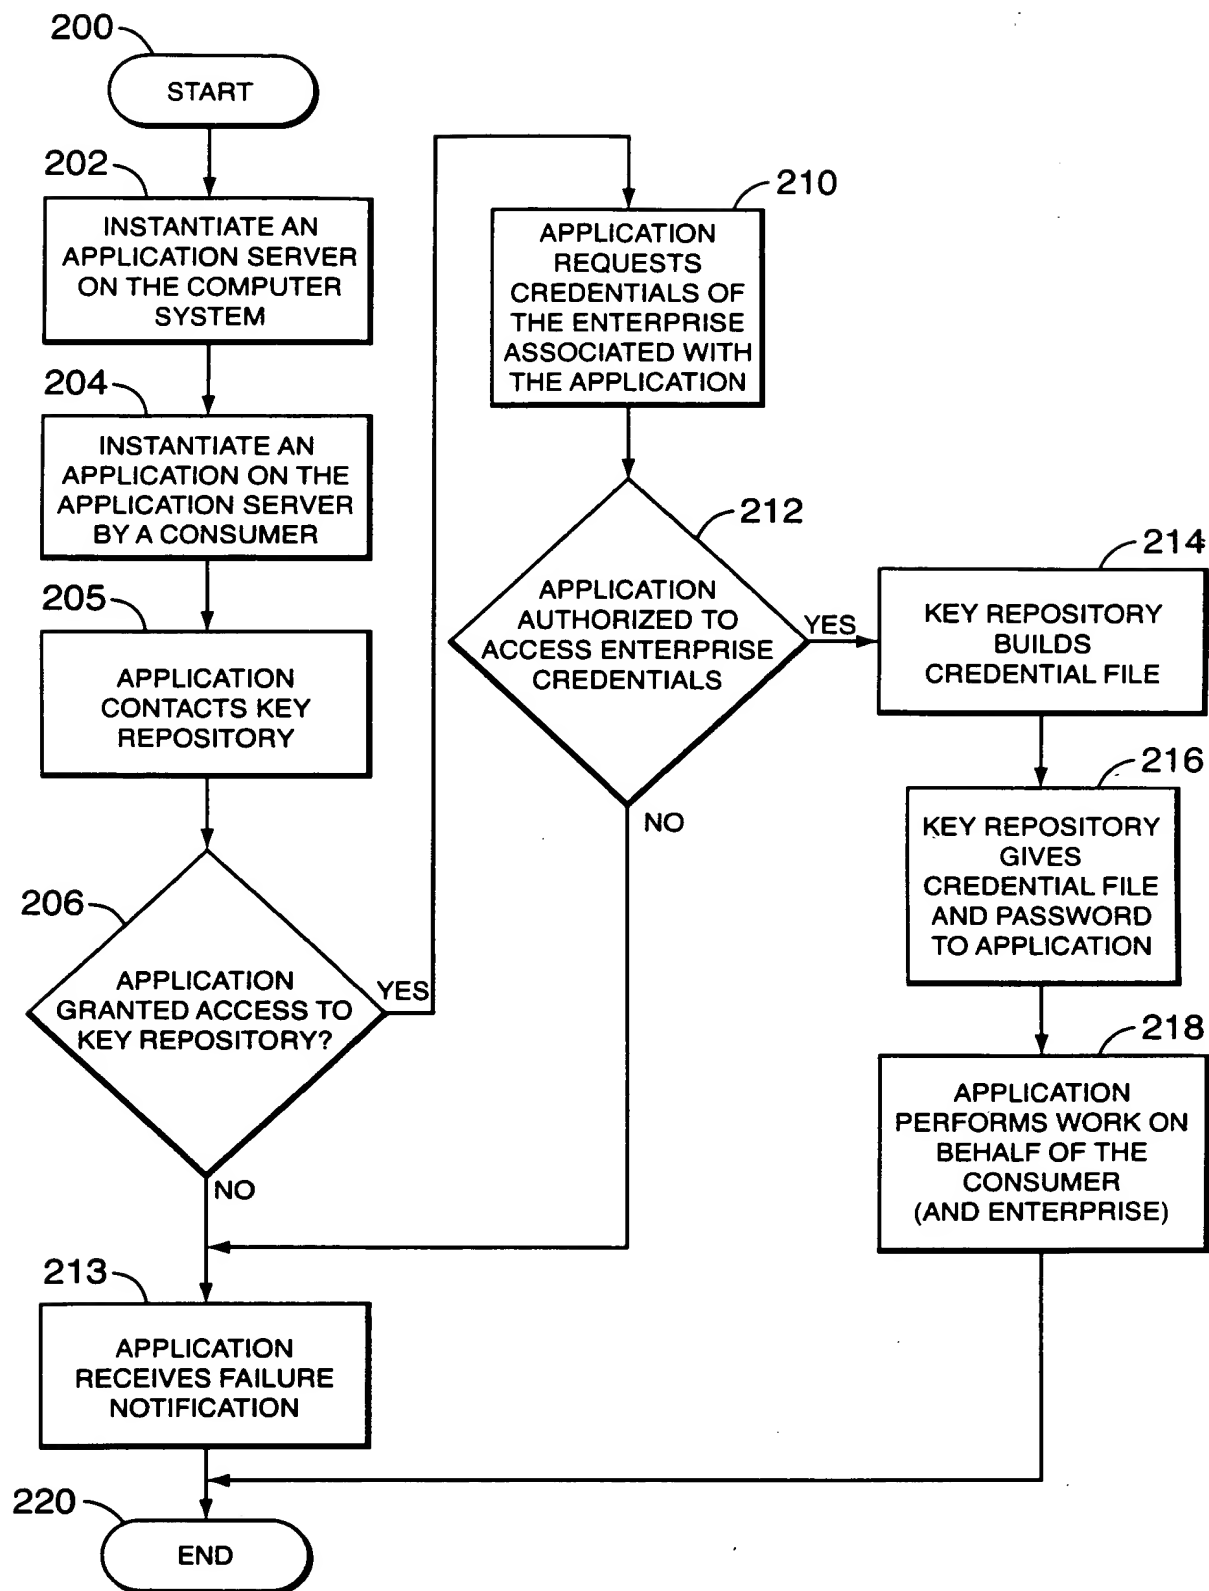 200
START
202
INSTANTIATE AN
APPLICATION SERVER
ON THE COMPUTER
SYSTEM
204
INSTANTIATE AN
APPLICATION ON THE
APPLICATION SERVER
BY A CONSUMER
205
APPLICATION
CONTACTS KEY
REPOSITORY
206
APPLICATION
GRANTED ACCESS TO
KEY REPOSITORY?
YES
NO
210
APPLICATION
REQUESTS
CREDENTIALS OF
THE ENTERPRISE
ASSOCIATED WITH
THE APPLICATION
212
APPLICATION
AUTHORIZED TO
ACCESS ENTERPRISE
CREDENTIALS
YES
NO
213
APPLICATION
RECEIVES FAILURE
NOTIFICATION
214
KEY REPOSITORY
BUILDS
CREDENTIAL FILE
216
KEY REPOSITORY
GIVES
CREDENTIAL FILE
AND PASSWORD
TO APPLICATION
218
APPLICATION
PERFORMS WORK ON
BEHALF OF THE
CONSUMER
(AND ENTERPRISE)
220
END